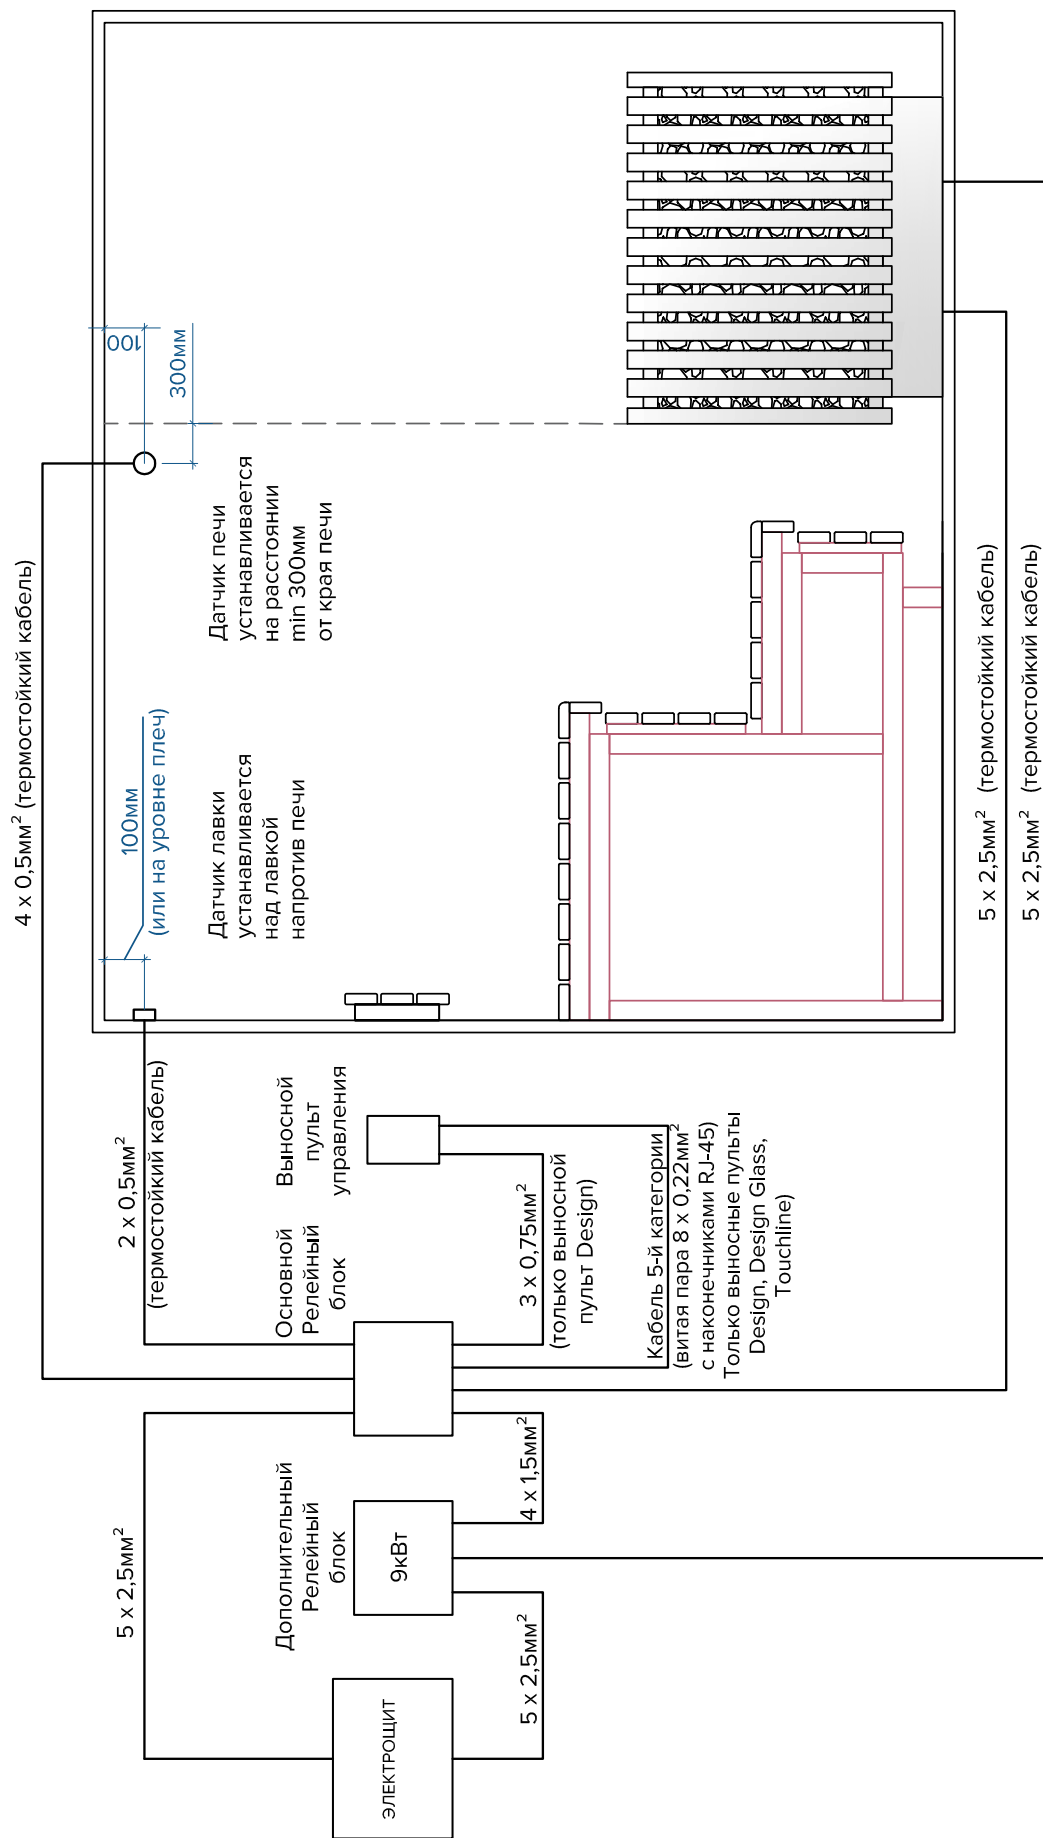 4 x 0,5мм² (термостойкий кабель)
100мм
(или на уровне плеч)
100
300мм
Датчик лавки
устанавливается
над лавкой
напротив печи
Датчик печи
устанавливается
на расстоянии
min 300мм
от края печи
2 x 0,5мм²
(термостойкий кабель)
5 x 2,5мм²
Дополнительный
Релейный
блок
9кВт
Основной
Релейный
блок
Выносной
пульт
управления
ЭЛЕКТРОЩИТ
5 x 2,5мм²
4 x 1,5мм²
3 x 0,75мм²
(только выносной
пульт Design)
Кабель 5-й категории
(витая пара 8 x 0,22мм²
с наконечниками RJ-45)
Только выносные пульты
Design, Design Glass,
Touchline)
5 x 2,5мм² (термостойкий кабель)
5 x 2,5мм² (термостойкий кабель)